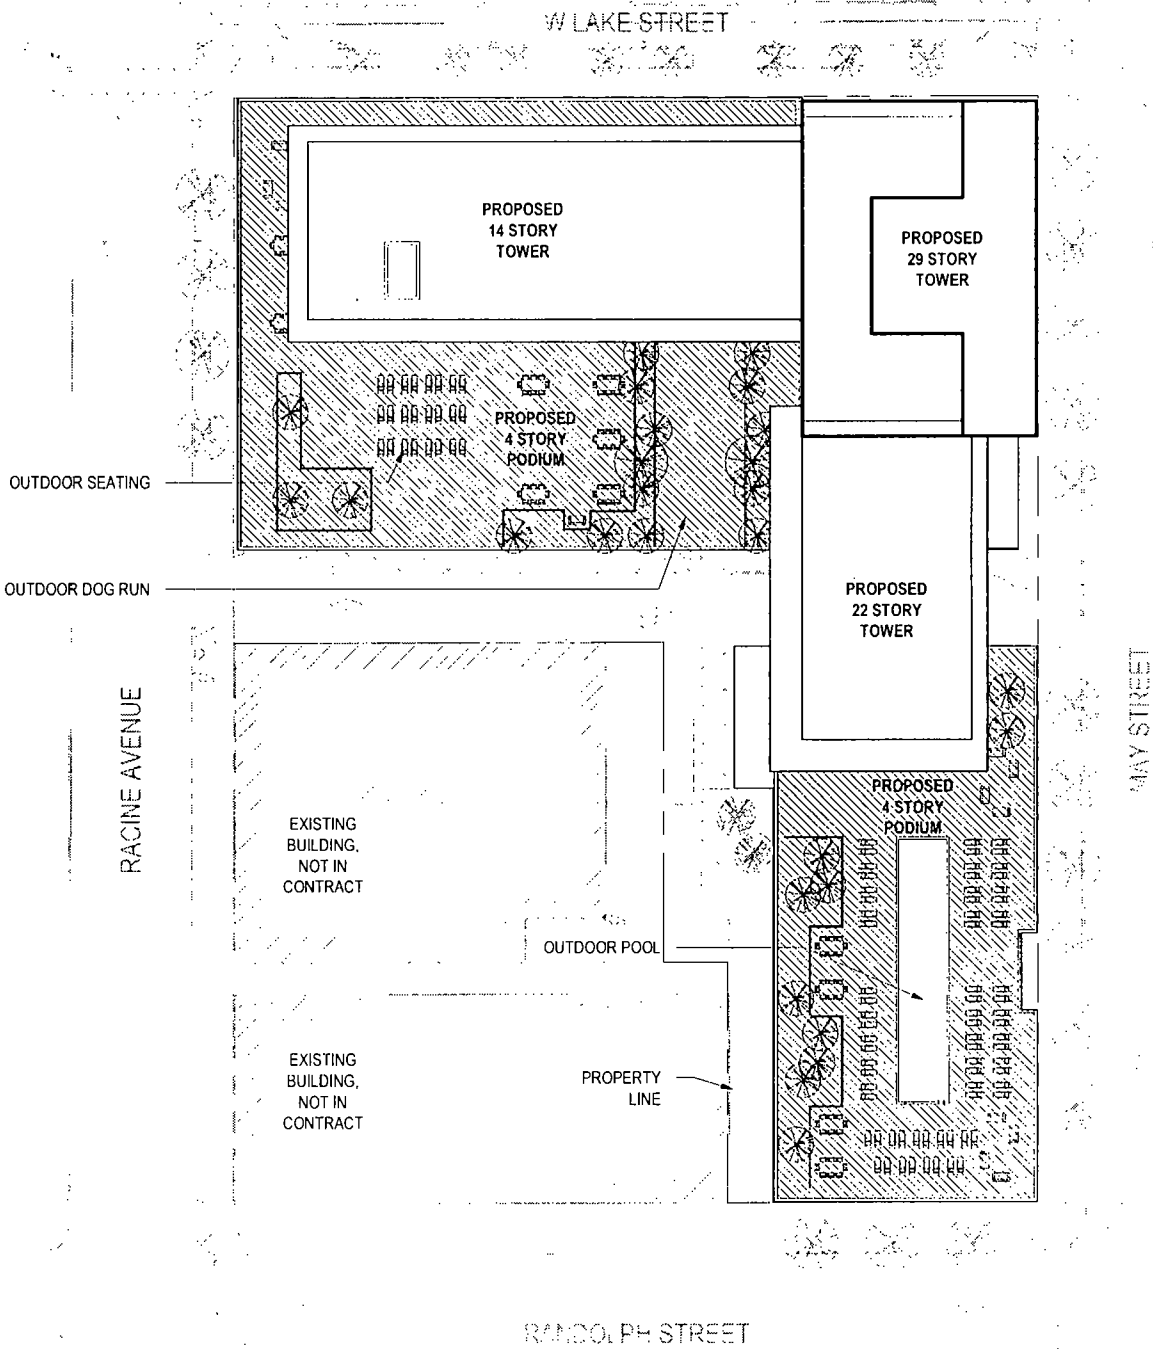 W LAKE STREET
PROPOSED
14 STORY
TOWER
PROPOSED
29 STORY
TOWER
PROPOSED
4 STORY
PODIUM
OUTDOOR SEATING
OUTDOOR DOG RUN
PROPOSED
22 STORY
TOWER
RACINE AVENUE
MAY STREET
PROPOSED
4 STORY
PODIUM
EXISTING
BUILDING,
NOT IN
CONTRACT
OUTDOOR POOL
EXISTING
BUILDING,
NOT IN
CONTRACT
PROPERTY
LINE
RANDOLPH STREET